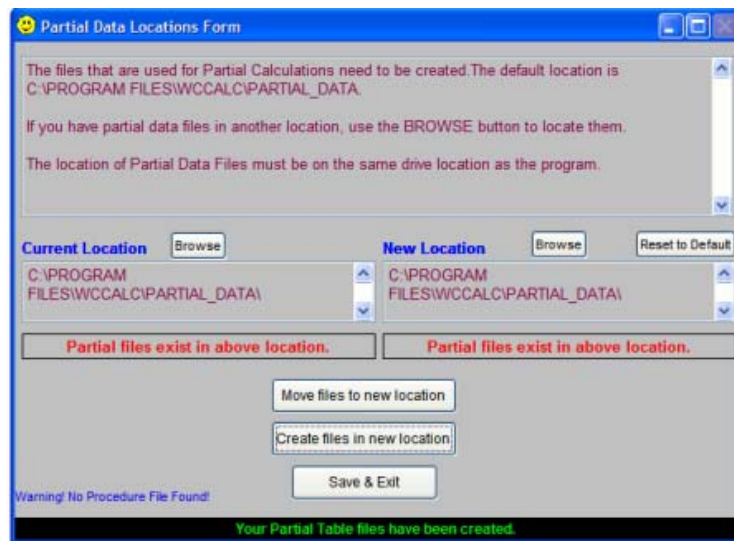 Partial Data Locations Form
The files that are used for Partial Calculations need to be created.The default location is
C:\PROGRAM FILES\WCCALC\PARTIAL_DATA.
If you have partial data files in another location, use the BROWSE button to locate them.
The location of Partial Data Files must be on the same drive location as the program.
Current Location Browse New Location Browse Reset to Default
C:\PROGRAM
FILES\WCCALC\PARTIAL_DATA\
C:\PROGRAM
FILES\WCCALC\PARTIAL_DATA\
Partial files exist in above location. Partial files exist in above location.
Move files to new location
Create files in new location
Save & Exit
Warning! No Procedure File Found!
Your Partial Table files have been created.